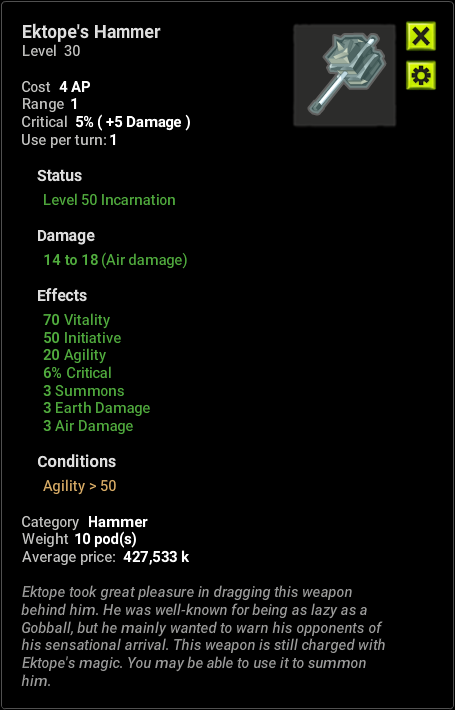 Ektope's Hammer
Level 30
Cost 4 AP
Range 1
Critical 5% ( +5 Damage )
Use per turn: 1
Status
Level 50 Incarnation
Damage
14 to 18 (Air damage)
Effects
70 Vitality
50 Initiative
20 Agility
6% Critical
3 Summons
3 Earth Damage
3 Air Damage
Conditions
Agility > 50
Category Hammer
Weight 10 pod(s)
Average price: 427,533 k
Ektope took great pleasure in dragging this weapon
behind him. He was well-known for being as lazy as a
Gobball, but he mainly wanted to warn his opponents of
his sensational arrival. This weapon is still charged with
Ektope's magic. You may be able to use it to summon
him.